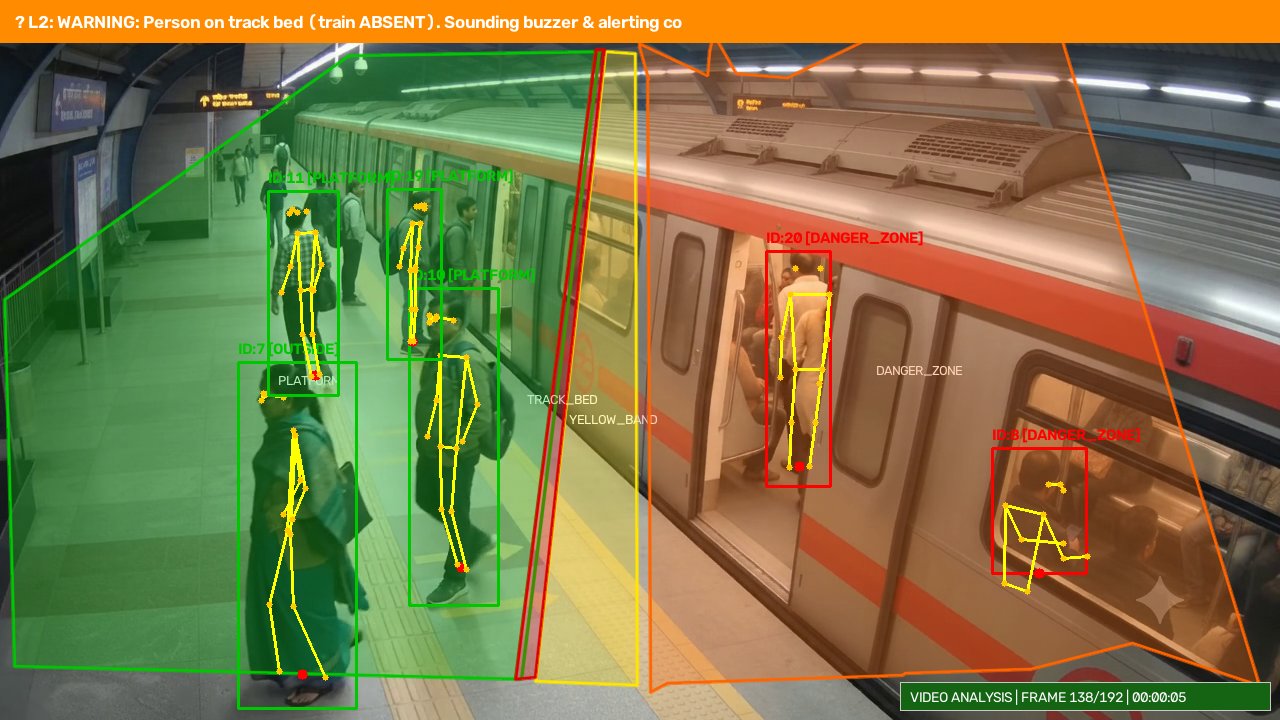 ? L2: WARNING: Person on track bed (train ABSENT). Sounding buzzer & alerting co
ID:11 [PLATFORM]
[PLATFORM]
ID:20 [DANGER_ZONE]
ID:10 [PLATFORM]
ID:7 [OUTSIDE]
PLATFORM
DANGER_ZONE
TRACK_BED
YELLOW_BAND
ID:8 [DANGER_ZONE]
VIDEO ANALYSIS | FRAME 138/192 | 00:00:05